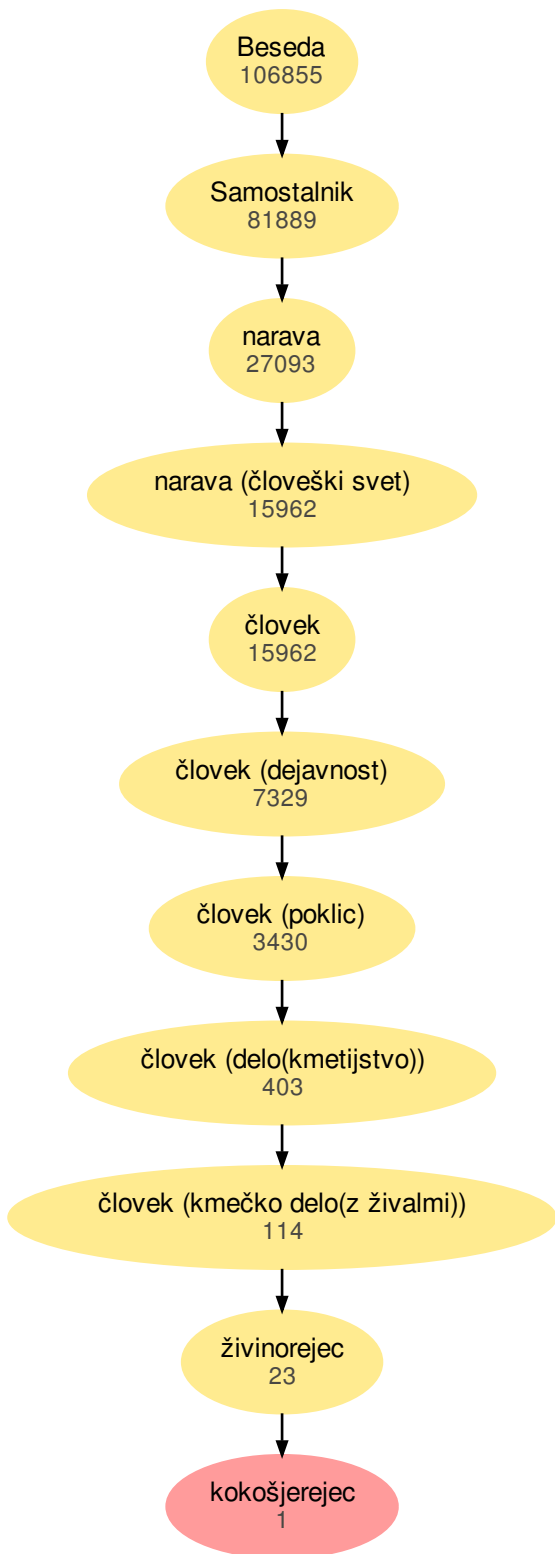 Beseda
106855
Samostalnik
81889
narava
27093
narava (človeški svet)
15962
človek
15962
človek (dejavnost)
7329
človek (poklic)
3430
človek (delo(kmetijstvo))
403
človek (kmečko delo(z živalmi))
114
živinorejec
23
kokošjerejec
1